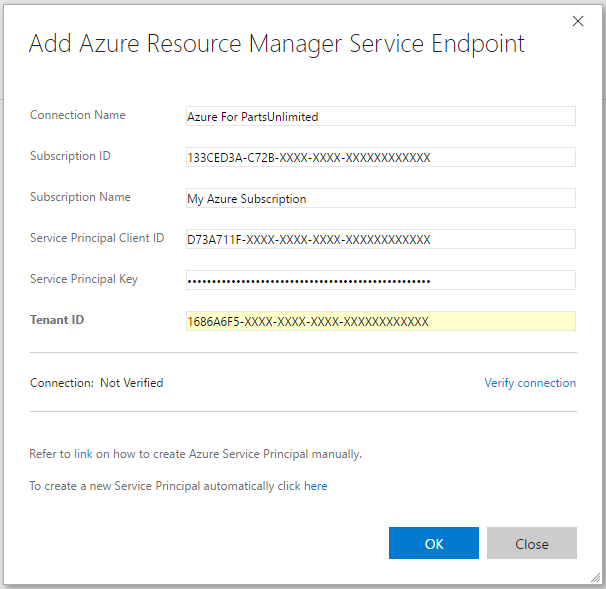 Add Azure Resource Manager Service Endpoint
Connection Name Azure For PartsUnlimited
Subscription ID 133CED3A-C72B-XXXX-XXXX-XXXXXXXXXXXX
Subscription Name My Azure Subscription
Service Principal Client ID D73A711F-XXXX-XXXX-XXXX-XXXXXXXXXXXX
Service Principal Key ••••••••••••••••••••••••••••••••••••••••••••••••••
Tenant ID 1686A6F5-XXXX-XXXX-XXXX-XXXXXXXXXXXX
Connection: Not Verified Verify connection
Refer to link on how to create Azure Service Principal manually.
To create a new Service Principal automatically click here
OK Close